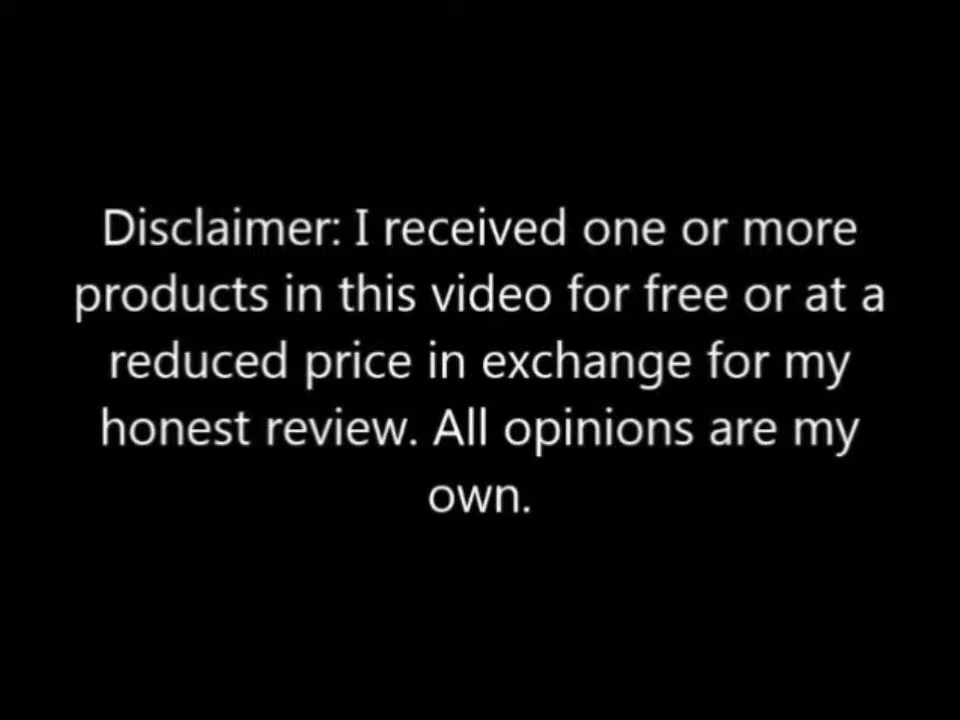 Disclaimer: I received one or more
products in this video for free or at a
reduced price in exchange for my
honest review. All opinions are my
own.